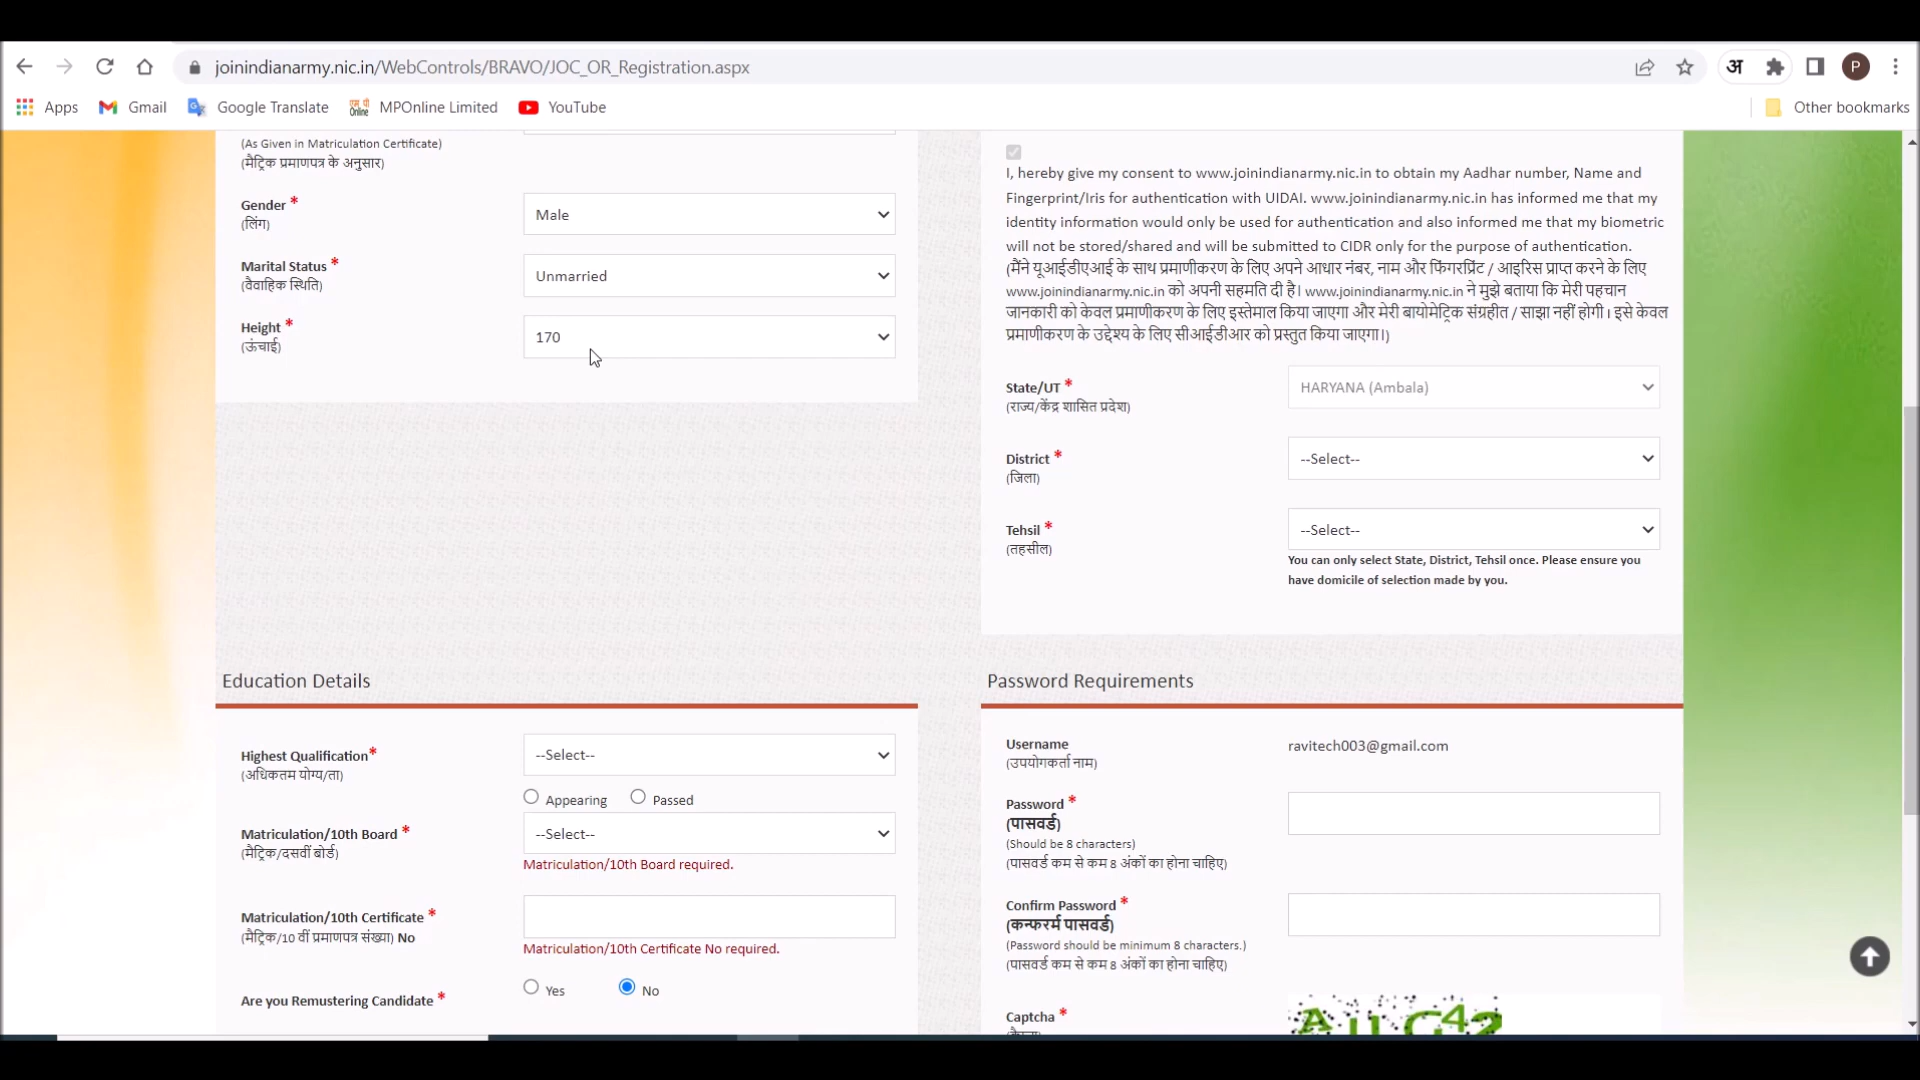 joinindianarmy.nic.in/WebControls/BRAVO/JOC_OR_Registration.aspx
अ
P
Apps
Gmail
Google Translate
MPOnline Limited
YouTube
Other bookmarks
(As Given in Matriculation Certificate)
(मैट्रिक प्रमाणपत्र के अनुसार)
Gender *
(लिंग)
Male
Marital Status *
(वैवाहिक स्थिति)
Unmarried
Height *
(ऊंचाई)
170
I, hereby give my consent to www.joinindianarmy.nic.in to obtain my Aadhar number, Name and
Fingerprint/Iris for authentication with UIDAI. www.joinindianarmy.nic.in has informed me that my
identity information would only be used for authentication and also informed me that my biometric
will not be stored/shared and will be submitted to CIDR only for the purpose of authentication.
(मैंने यूआईडीएआई के साथ प्रमाणीकरण के लिए अपने आधार नंबर, नाम और फिंगरप्रिंट / आइरिस प्राप्त करने के लिए
www.joinindianarmy.nic.in को अपनी सहमति दी है। www.joinindianarmy.nic.in ने मुझे बताया कि मेरी पहचान
जानकारी को केवल प्रमाणीकरण के लिए इस्तेमाल किया जाएगा और मेरी बायोमेट्रिक संग्रहीत / साझा नहीं होगी। इसे केवल
प्रमाणीकरण के उद्देश्य के लिए सीआईडीआर को प्रस्तुत किया जाएगा।)
State/UT *
(राज्य/केंद्र शासित प्रदेश)
HARYANA (Ambala)
District *
(जिला)
--Select--
Tehsil *
(तहसील)
--Select--
You can only select State, District, Tehsil once. Please ensure you
have domicile of selection made by you.
Education Details
Highest Qualification*
(अधिकतम योग्य/ता)
--Select--
Appearing Passed
Matriculation/10th Board *
(मैट्रिक/दसवीं बोर्ड)
--Select--
Matriculation/10th Board required.
Matriculation/10th Certificate *
(मैट्रिक/10 वीं प्रमाणपत्र संख्या) No
Matriculation/10th Certificate No required.
Are you Remustering Candidate *
Yes No
Password Requirements
Username
(उपयोगकर्ता नाम)
ravitech003@gmail.com
Password *
(पासवर्ड)
(Should be 8 characters)
(पासवर्ड कम से कम 8 अंकों का होना चाहिए)
Confirm Password *
(कन्फरर्म पासवर्ड)
(Password should be minimum 8 characters.)
(पासवर्ड कम से कम 8 अंकों का होना चाहिए)
Captcha *